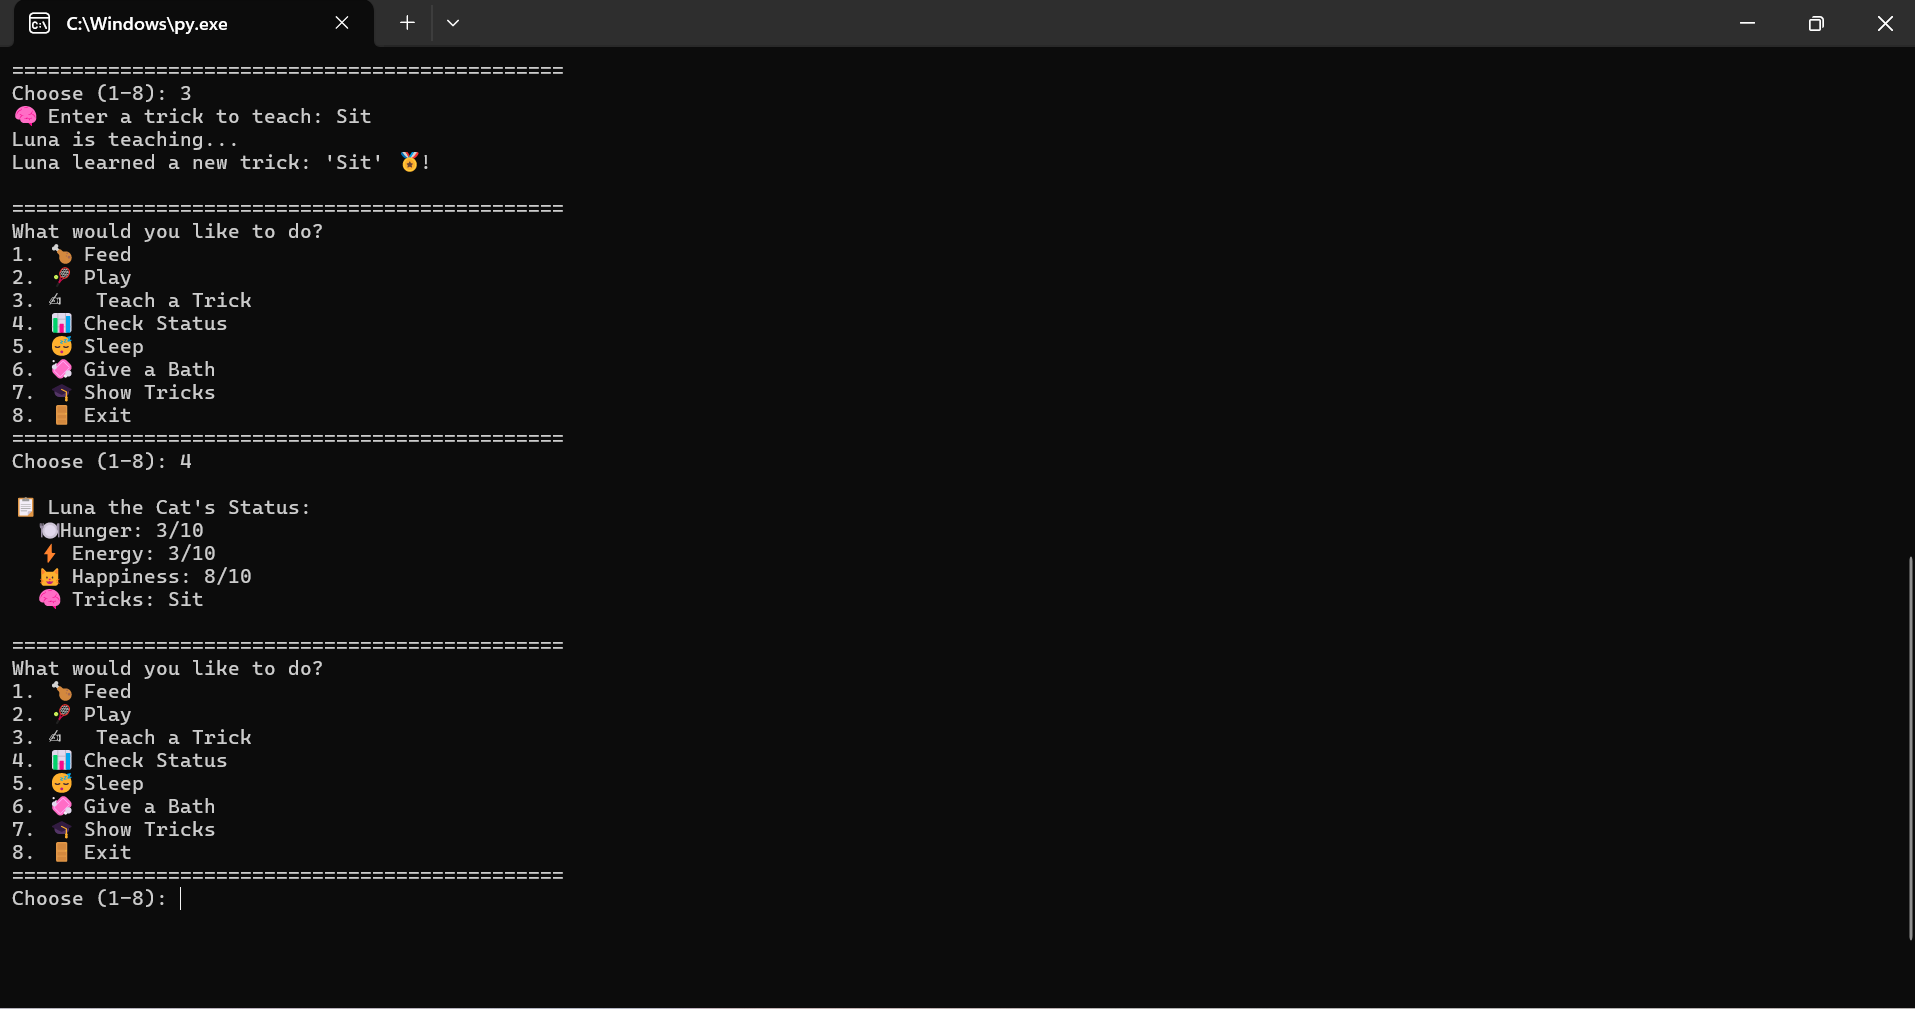 C:\Windows\py.exe
==============================================
Choose (1-8): 3
🧠 Enter a trick to teach: Sit
Luna is teaching...
Luna learned a new trick: 'Sit' 🏅!
==============================================
What would you like to do?
1. 🍗 Feed
2. 🎾 Play
3. ✍ Teach a Trick
4. 📊 Check Status
5. 😴 Sleep
6. 🧼 Give a Bath
7. 🎓 Show Tricks
8. 🚪 Exit
==============================================
Choose (1-8): 4
📋 Luna the Cat's Status:
🍽Hunger: 3/10
⚡ Energy: 3/10
😺 Happiness: 8/10
🧠 Tricks: Sit
==============================================
What would you like to do?
1. 🍗 Feed
2. 🎾 Play
3. ✍ Teach a Trick
4. 📊 Check Status
5. 😴 Sleep
6. 🧼 Give a Bath
7. 🎓 Show Tricks
8. 🚪 Exit
==============================================
Choose (1-8):